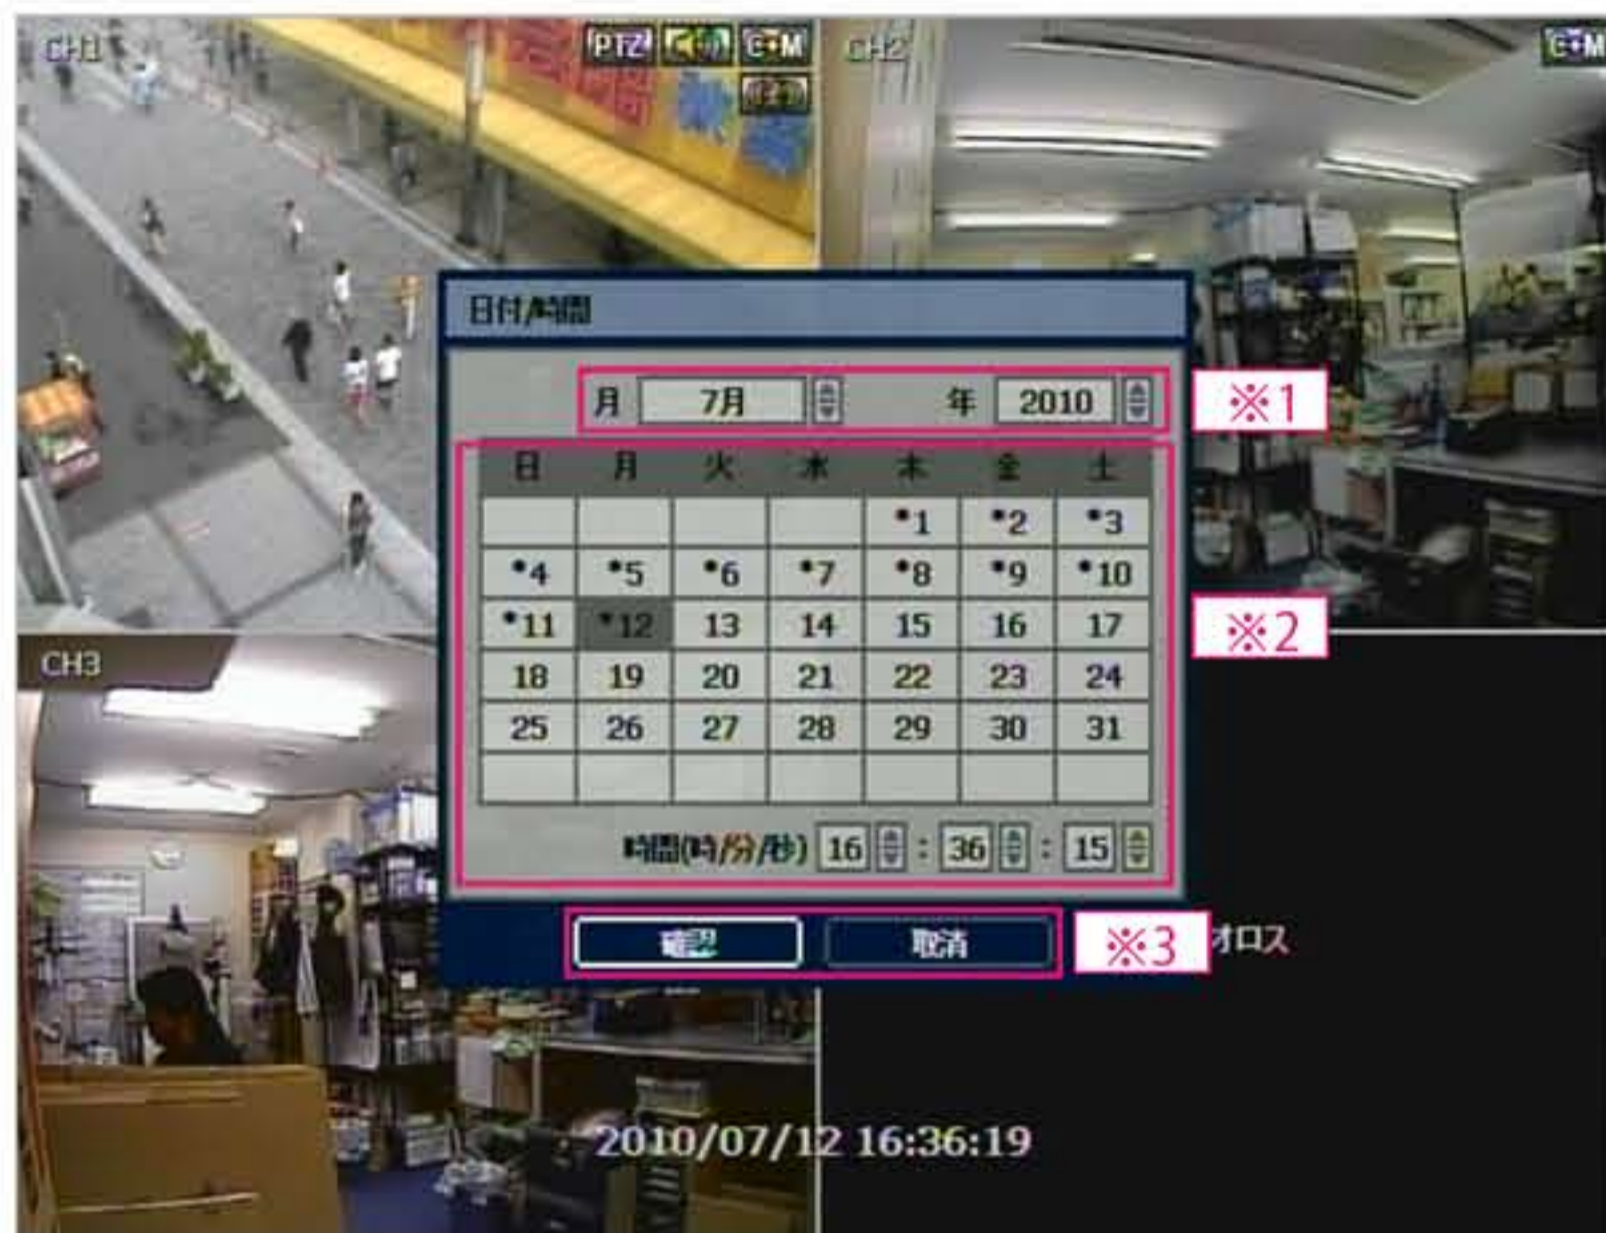 CH1 PTZ C+M CH2 C+M
日付/時間
月 7月 年 2010 ※1
日 月 火 水 木 金 土
*1 *2 *3
*4 *5 *6 *7 *8 *9 *10
*11 *12 13 14 15 16 17
※2
CH3
18 19 20 21 22 23 24
25 26 27 28 29 30 31
時間(時/分/秒) 16 : 36 : 15
確認 取消 ※3 オロス
2010/07/12 16:36:19